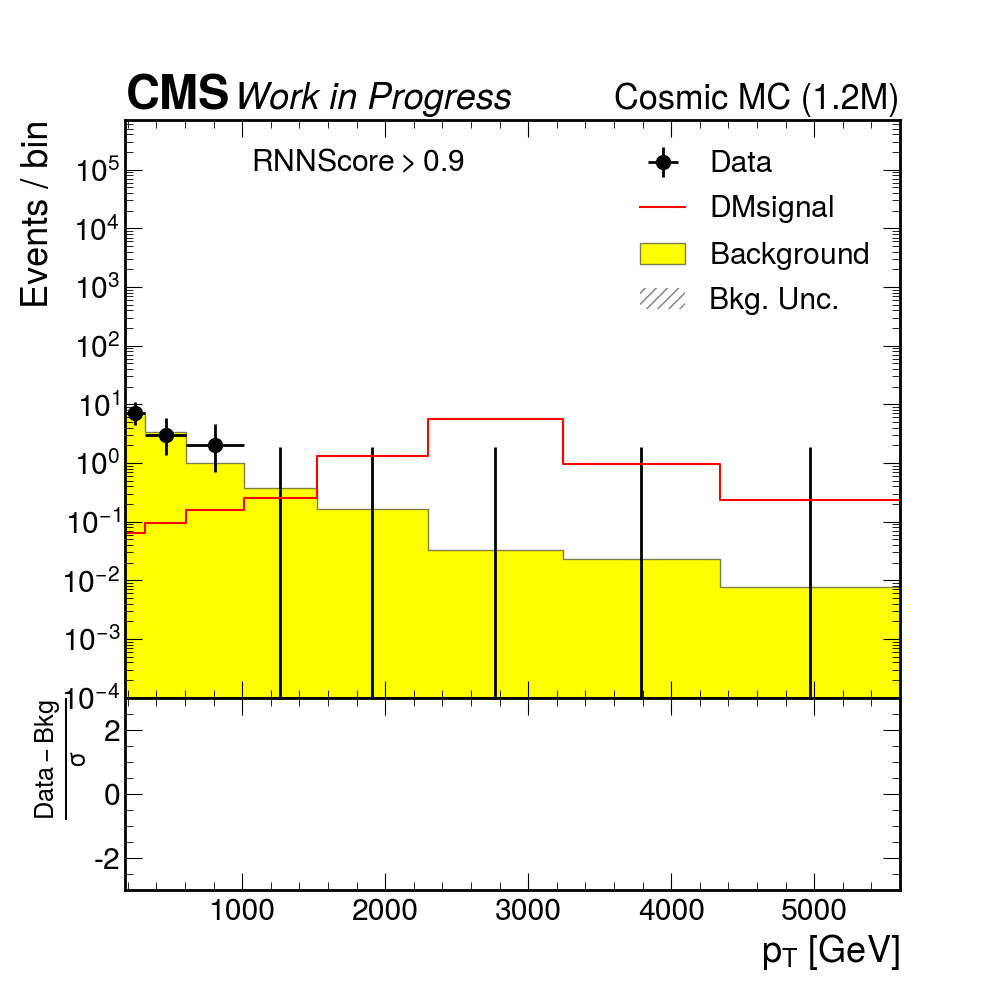 CMS Work in Progress Cosmic MC (1.2M)
Events / bin
RNNScore > 0.9
Data
DMsignal
Background
Bkg. Unc.
10^5
10^4
10^3
10^2
10^1
10^0
10^−1
10^−2
10^−3
10^−4
Data − Bkg
σ
2
0
-2
1000 2000 3000 4000 5000
p_T [GeV]